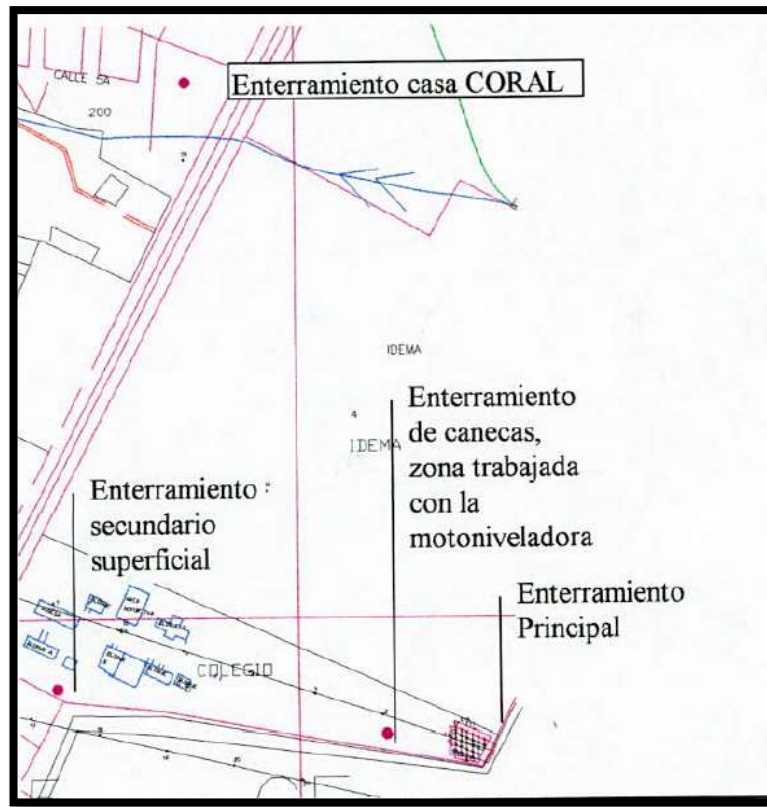 Enterramiento casa CORAL
CALLE 5A
200
IDEMA
4
IDEMA
Enterramiento
de canecas,
zona trabajada
con la
motoniveladora
Enterramiento
secundario
superficial
Enterramiento
Principal
COLEGIO